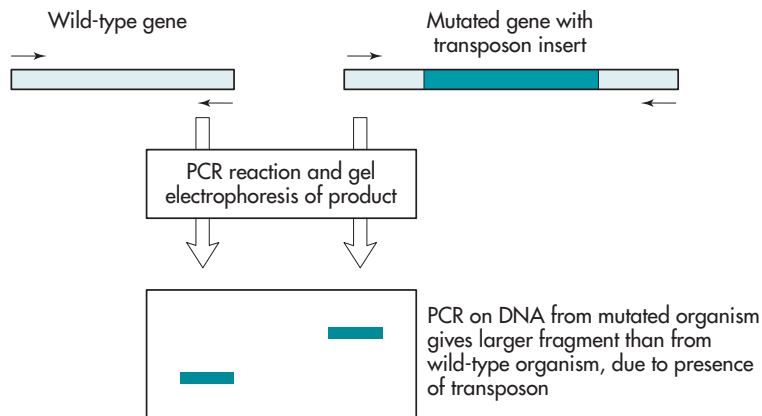 Wild-type gene
Mutated gene with
transposon insert
PCR reaction and gel
electrophoresis of product
PCR on DNA from mutated organism
gives larger fragment than from
wild-type organism, due to presence
of transposon